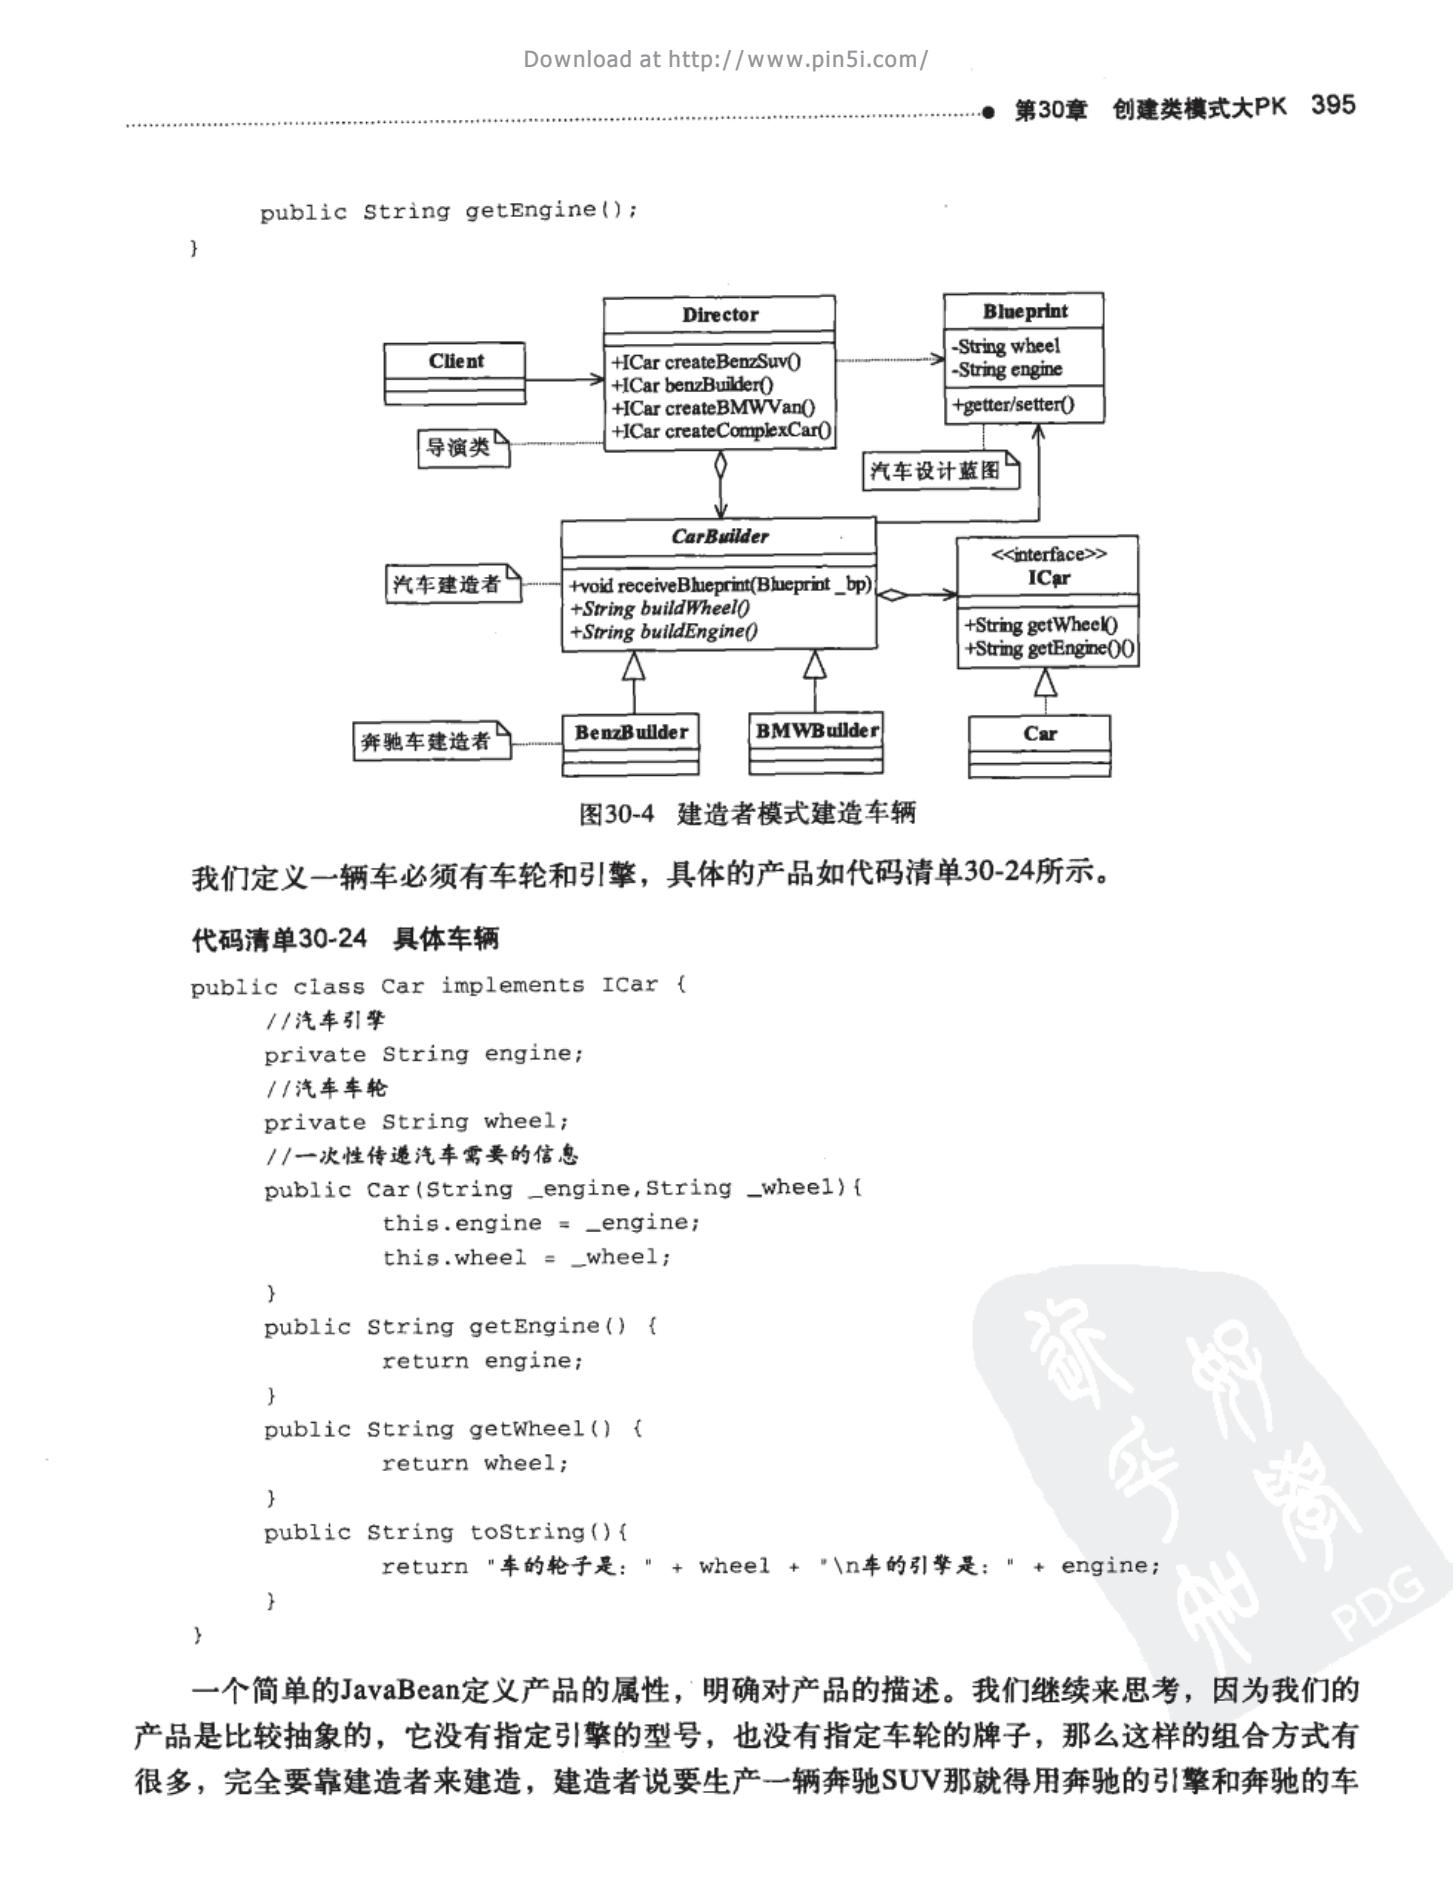 Download at http://www.pin5i.com/
第30章 创建类模式大PK 395
public String getEngine();
}
Director
+ICar createBenzSuv()
+ICar benzBuilder()
+ICar createBMWVan()
+ICar createComplexCar()
Blueprint
-String wheel
-String engine
+getter/setter()
Client
导演类
汽车设计蓝图
CarBuilder
+void receiveBlueprint(Blueprint _bp)
+String buildWheel()
+String buildEngine()
汽车建造者
<<interface>>
ICar
+String getWheel()
+String getEngine()()
奔驰车建造者
BenzBuilder
BMWBuilder
Car
图30-4 建造者模式建造车辆
我们定义一辆车必须有车轮和引擎，具体的产品如代码清单30-24所示。
代码清单30-24 具体车辆
public class Car implements ICar {
//汽车引擎
private String engine;
//汽车车轮
private String wheel;
//一次性传递汽车需要的信息
public Car(String _engine,String _wheel){
this.engine = _engine;
this.wheel = _wheel;
}
public String getEngine() {
return engine;
}
public String getWheel() {
return wheel;
}
public String toString(){
return "车的轮子是：" + wheel + "\n车的引擎是：" + engine;
}
}
一个简单的JavaBean定义产品的属性，明确对产品的描述。我们继续来思考，因为我们的
产品是比较抽象的，它没有指定引擎的型号，也没有指定车轮的牌子，那么这样的组合方式有
很多，完全要靠建造者来建造，建造者说要生产一辆奔驰SUV那就得用奔驰的引擎和奔驰的车
PDG